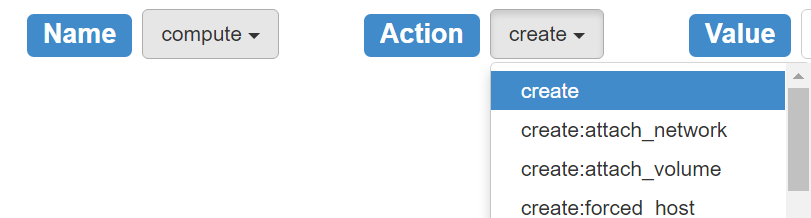 Name compute Action create Value
create
create:attach_network
create:attach_volume
create:forced_host